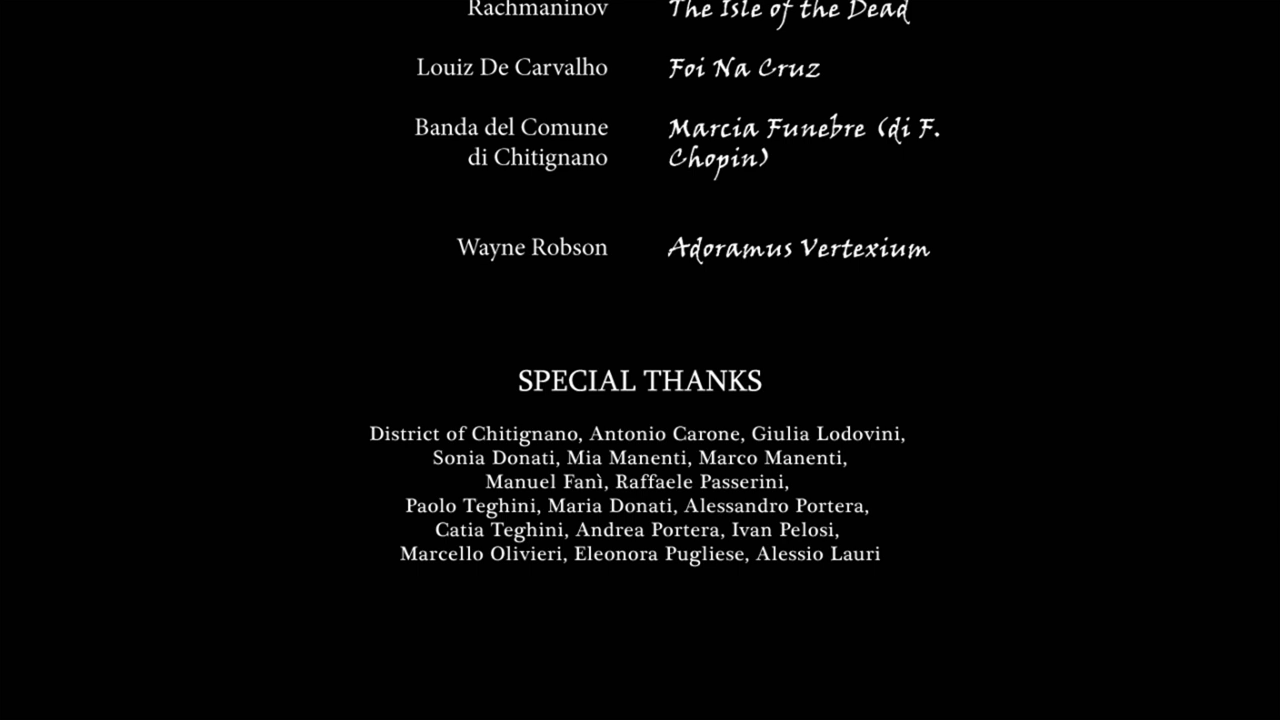 Rachmaninov The Isle of the Dead
Louiz De Carvalho Foi Na Cruz
Banda del Comune Marcia Funebre (di F.
di Chitignano Chopin)
Wayne Robson Adoramus Vertexium
SPECIAL THANKS
District of Chitignano, Antonio Carone, Giulia Lodovini,
Sonia Donati, Mia Manenti, Marco Manenti,
Manuel Fanì, Raffaele Passerini,
Paolo Teghini, Maria Donati, Alessandro Portera,
Catia Teghini, Andrea Portera, Ivan Pelosi,
Marcello Olivieri, Eleonora Pugliese, Alessio Lauri